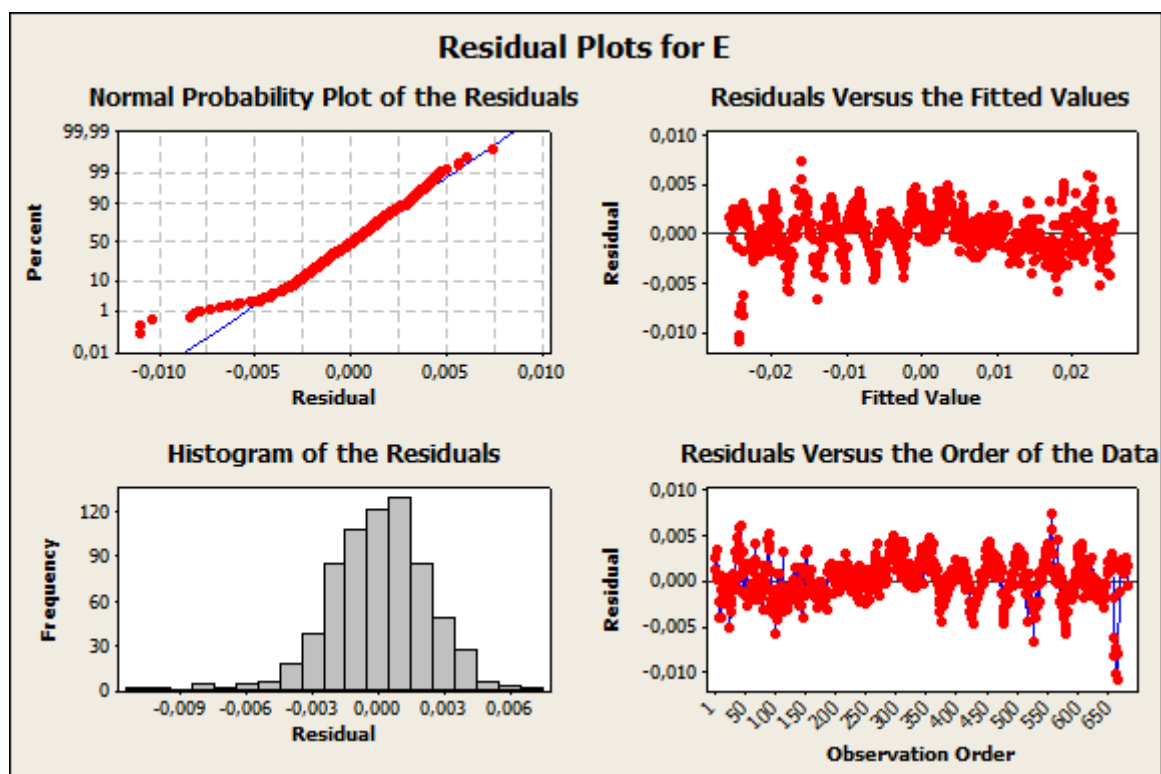 Residual Plots for E
Normal Probability Plot of the Residuals
99,99
99
90
50
10
1
0,01
Percent
-0,010 -0,005 0,000 0,005 0,010
Residual
Residuals Versus the Fitted Values
0,010
0,005
0,000
-0,005
-0,010
Residual
-0,02 -0,01 0,00 0,01 0,02
Fitted Value
Histogram of the Residuals
120
90
60
30
0
Frequency
-0,009 -0,006 -0,003 0,000 0,003 0,006
Residual
Residuals Versus the Order of the Data
0,010
0,005
0,000
-0,005
-0,010
Residual
1 50 100 150 200 250 300 350 400 450 500 550 600 650
Observation Order